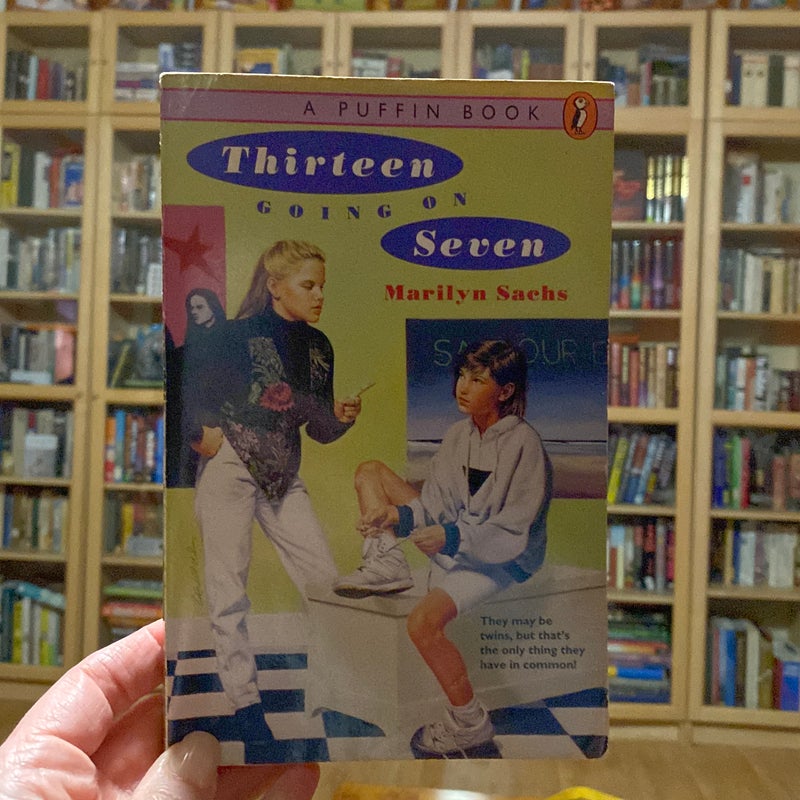 A PUFFIN BOOK
Thirteen
GOING ON
Seven
Marilyn Sachs
They may be
twins, but that's
the only thing they
have in common!